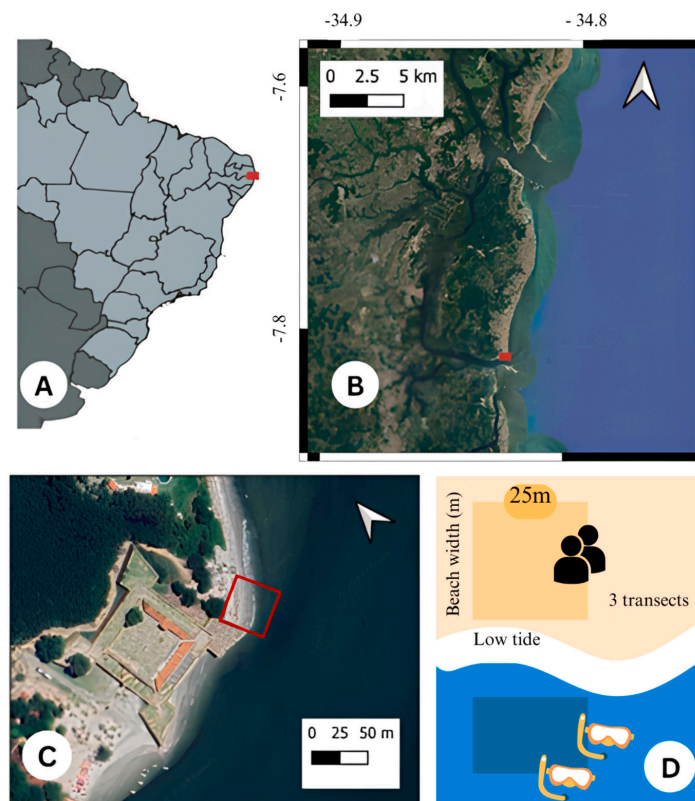 -34.9
-34.8
-7.6
0 2.5 5 km
-7.8
A
B
C
0 25 50 m
25m
Beach width (m)
3 transects
Low tide
D